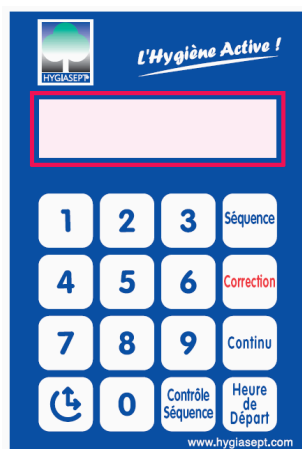 L'Hygiène Active !
HYGIASEPT
1 2 3 Séquence
4 5 6 Correction
7 8 9 Continu
0 Contrôle Séquence Heure de Départ
www.hygiasept.com